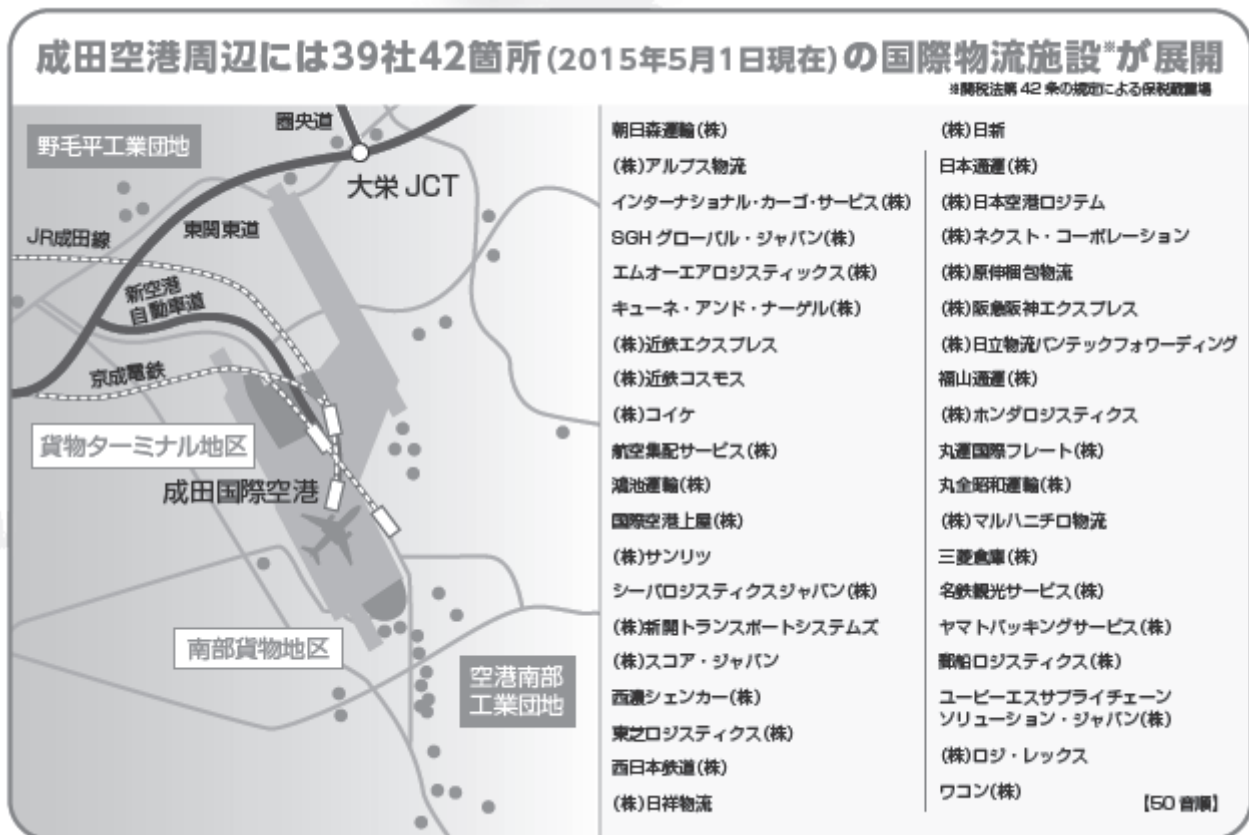 成田空港周辺には39社42箇所(2015年5月1日現在)の国際物流施設※が展開
※関税法第42条の規定による保税蔵置場
野毛平工業団地
圏央道
大栄JCT
東関東道
JR成田線
新空港
自動車道
京成電鉄
貨物ターミナル地区
成田国際空港
南部貨物地区
空港南部
工業団地
朝日森運輸(株)
(株)アルプス物流
インターナショナル・カーゴ・サービス(株)
SGHグローバル・ジャパン(株)
エムオーエアロジスティックス(株)
キューネ・アンド・ナーゲル(株)
(株)近鉄エクスプレス
(株)近鉄コスモス
(株)コイケ
航空集配サービス(株)
鴻池運輸(株)
国際空港上屋(株)
(株)サンリツ
シーバロジスティクスジャパン(株)
(株)新開トランスポートシステムズ
(株)スコア・ジャパン
西濃シェンカー(株)
東芝ロジスティクス(株)
西日本鉄道(株)
(株)日祥物流
(株)日新
日本通運(株)
(株)日本空港ロジテム
(株)ネクスト・コーポレーション
(株)原伸梱包物流
(株)阪急阪神エクスプレス
(株)日立物流バンテックフォワーディング
福山通運(株)
(株)ホンダロジスティクス
丸運国際フレート(株)
丸全昭和運輸(株)
(株)マルハニチロ物流
三菱倉庫(株)
名鉄観光サービス(株)
ヤマトパッキングサービス(株)
郵船ロジスティクス(株)
ユーピーエスサプライチェーン
ソリューション・ジャパン(株)
(株)ロジ・レックス
ワコン(株)
【50音順】